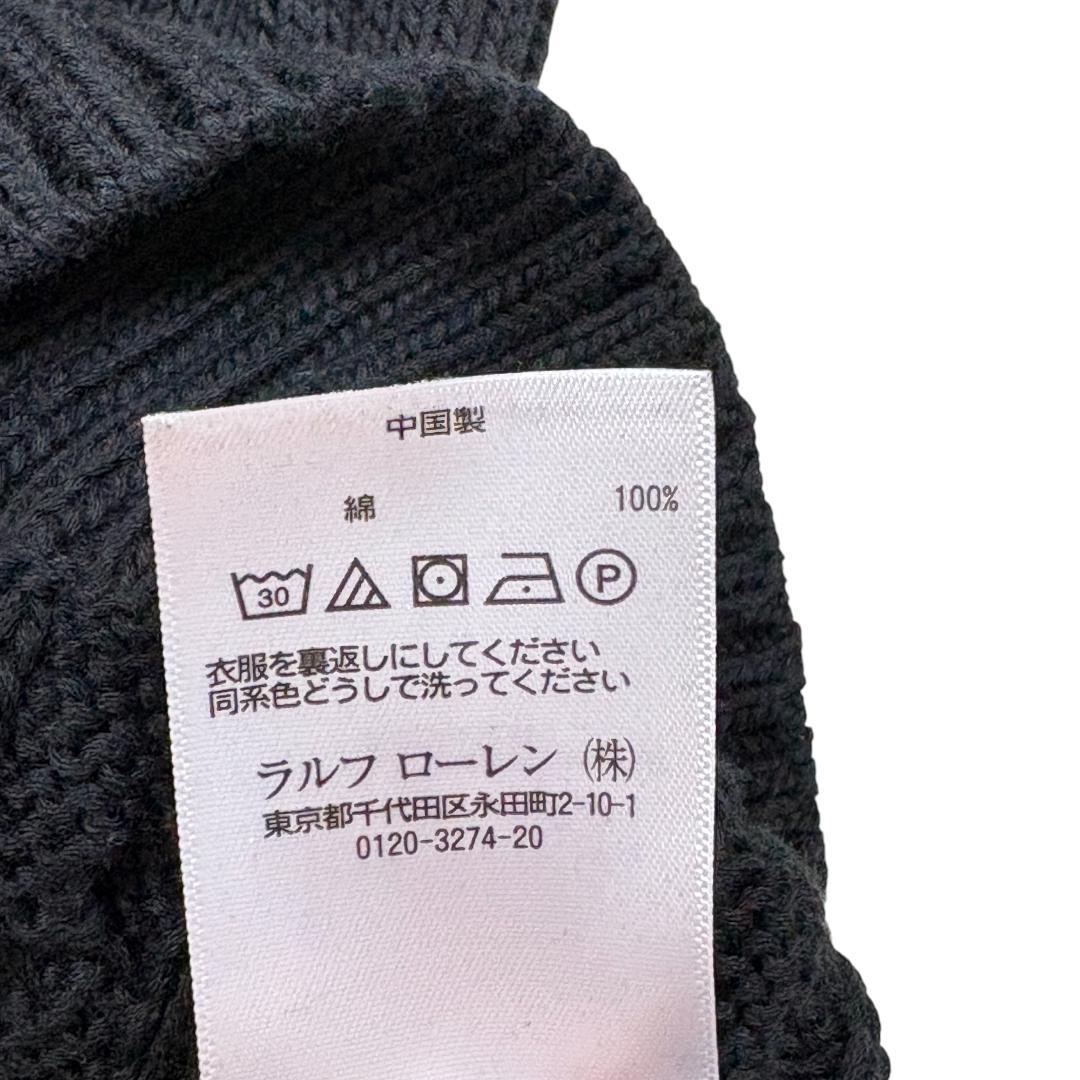 中国製
綿 100%
30 P
衣服を裏返しにしてください
同系色どうしで洗ってください
ラルフ ローレン (株)
東京都千代田区永田町2-10-1
0120-3274-20